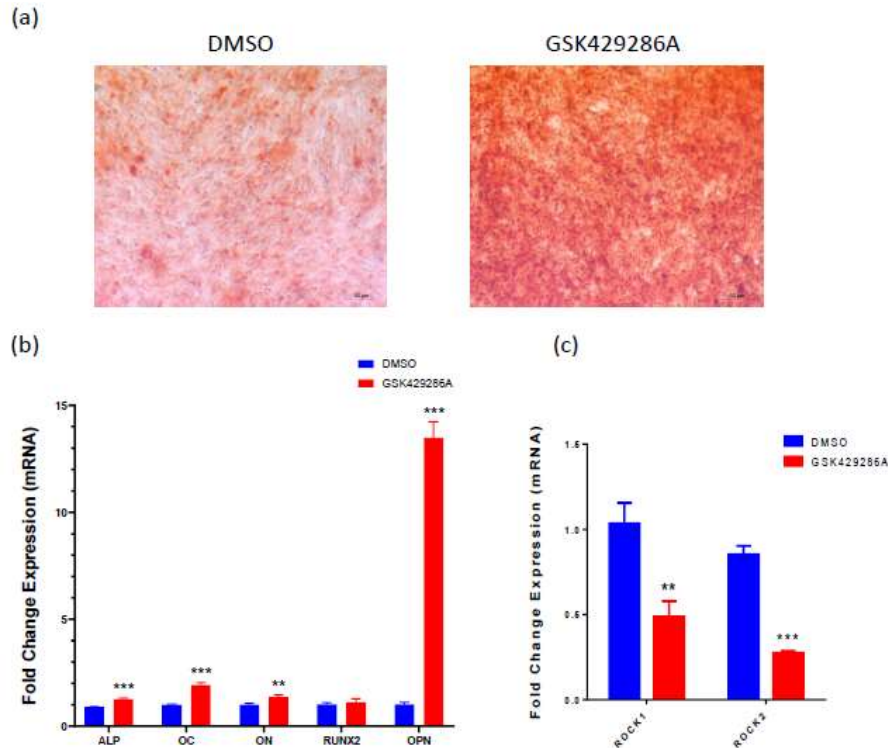 (a)
DMSO
GSK429286A
(b)
DMSO
GSK429286A
Fold Change Expression (mRNA)
15
10
5
0
***
***
**
***
ALP
OC
ON
RUNX2
OPN
(c)
DMSO
GSK429286A
Fold Change Expression (mRNA)
1.5
1.0
0.5
0.0
**
***
ROCK1
ROCK2